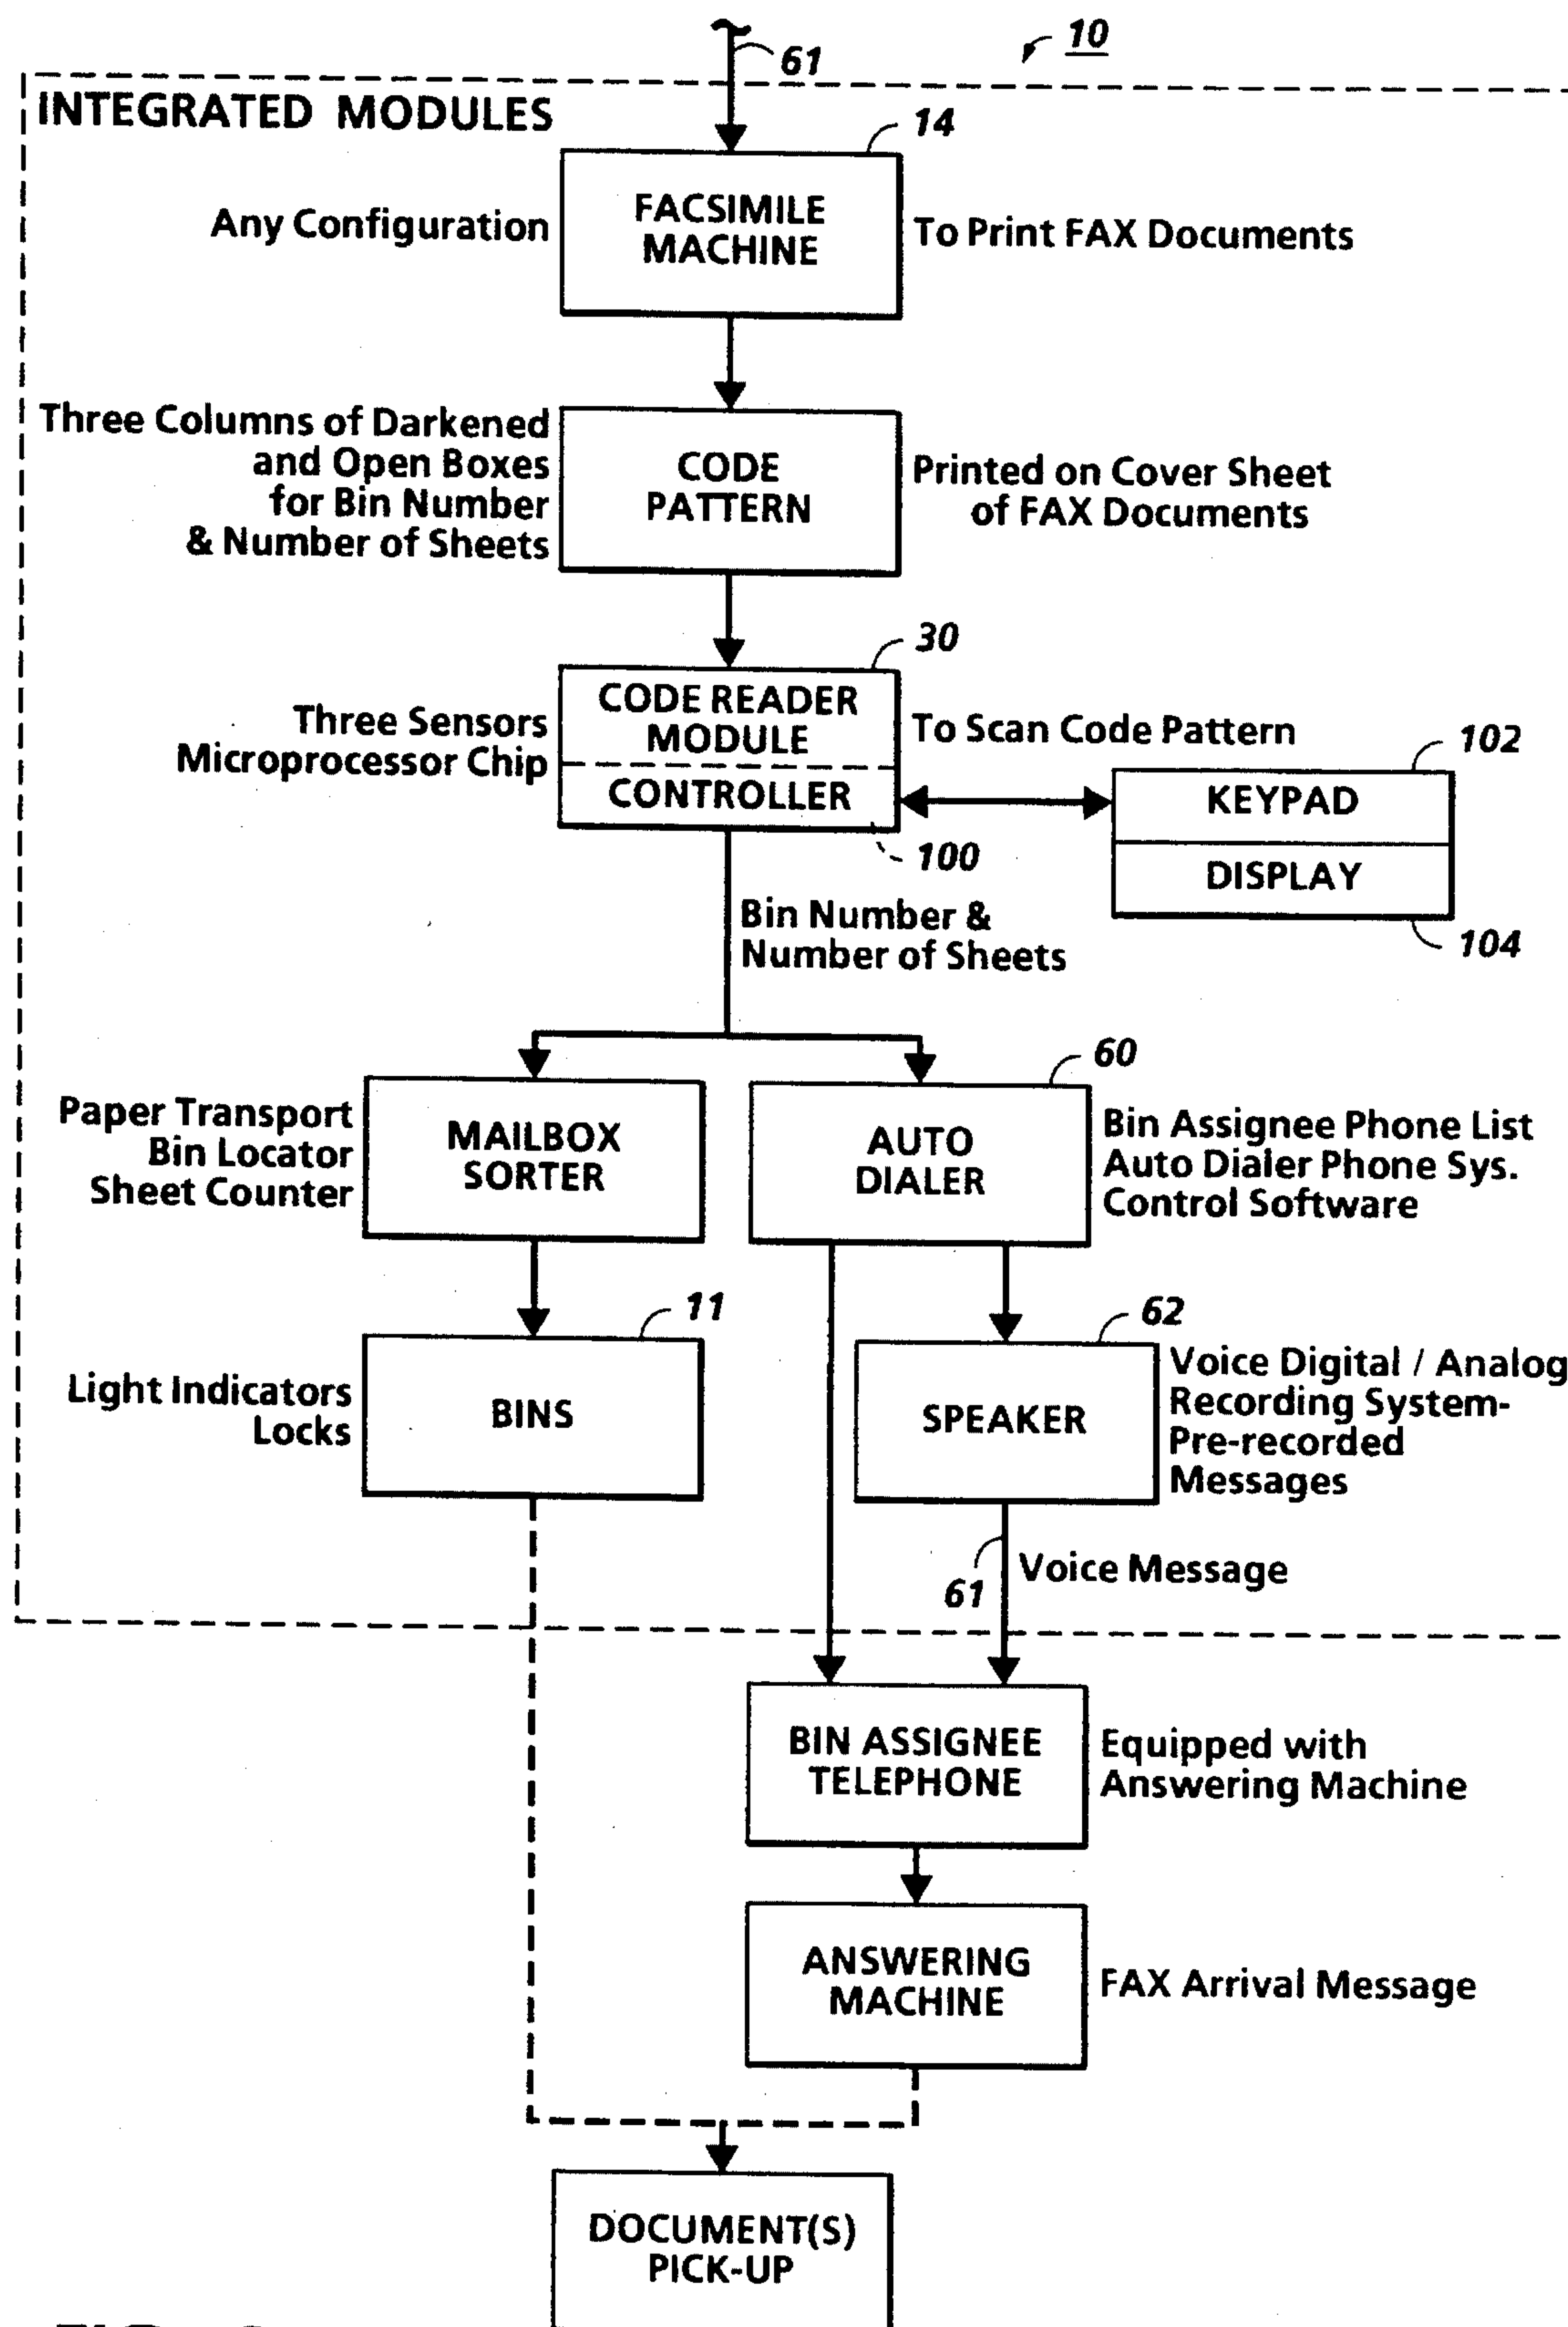 10
61
INTEGRATED MODULES
14
Any Configuration
FACSIMILE
MACHINE
To Print FAX Documents
Three Columns of Darkened
and Open Boxes
for Bin Number
& Number of Sheets
CODE
PATTERN
Printed on Cover Sheet
of FAX Documents
30
Three Sensors
Microprocessor Chip
CODE READER
MODULE
CONTROLLER
To Scan Code Pattern
100
102
KEYPAD
DISPLAY
104
Bin Number &
Number of Sheets
Paper Transport
Bin Locator
Sheet Counter
MAILBOX
SORTER
60
AUTO
DIALER
Bin Assignee Phone List
Auto Dialer Phone Sys.
Control Software
11
Light Indicators
Locks
BINS
62
SPEAKER
Voice Digital / Analog
Recording System-
Pre-recorded
Messages
61
Voice Message
BIN ASSIGNEE
TELEPHONE
Equipped with
Answering Machine
ANSWERING
MACHINE
FAX Arrival Message
DOCUMENT(S)
PICK-UP